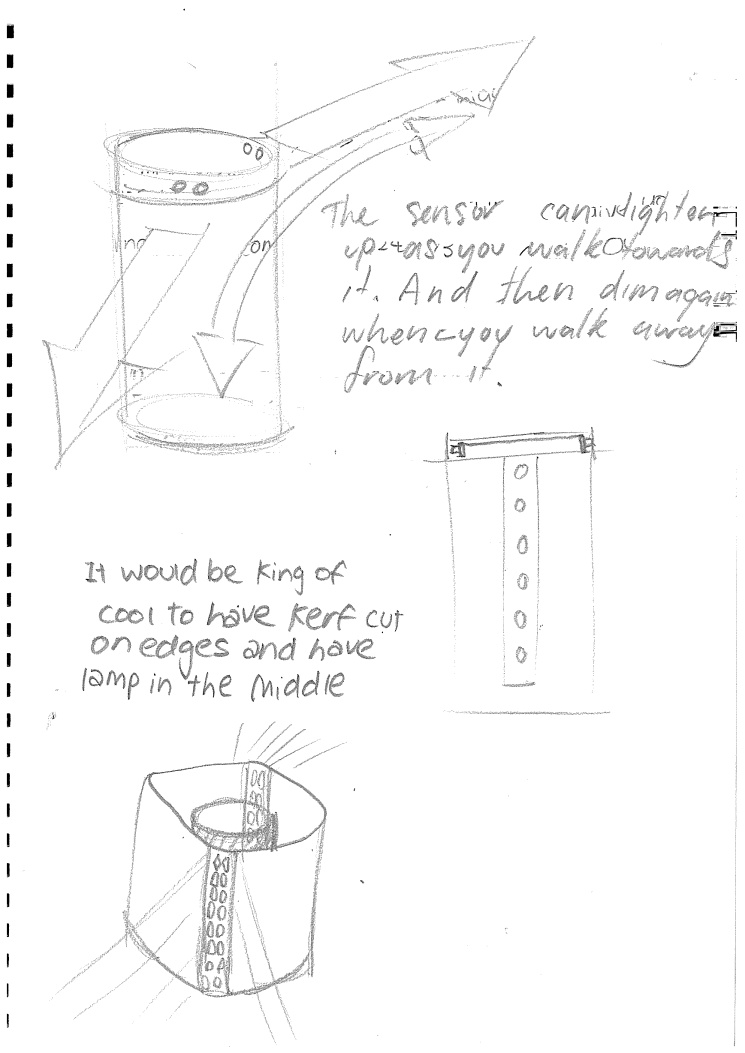 The sensor can lighten
up as you walk towards
it. And then dim again
when you walk away
from it.
It would be King of
cool to have Kerf cut
on edges and have
lamp in the Middle